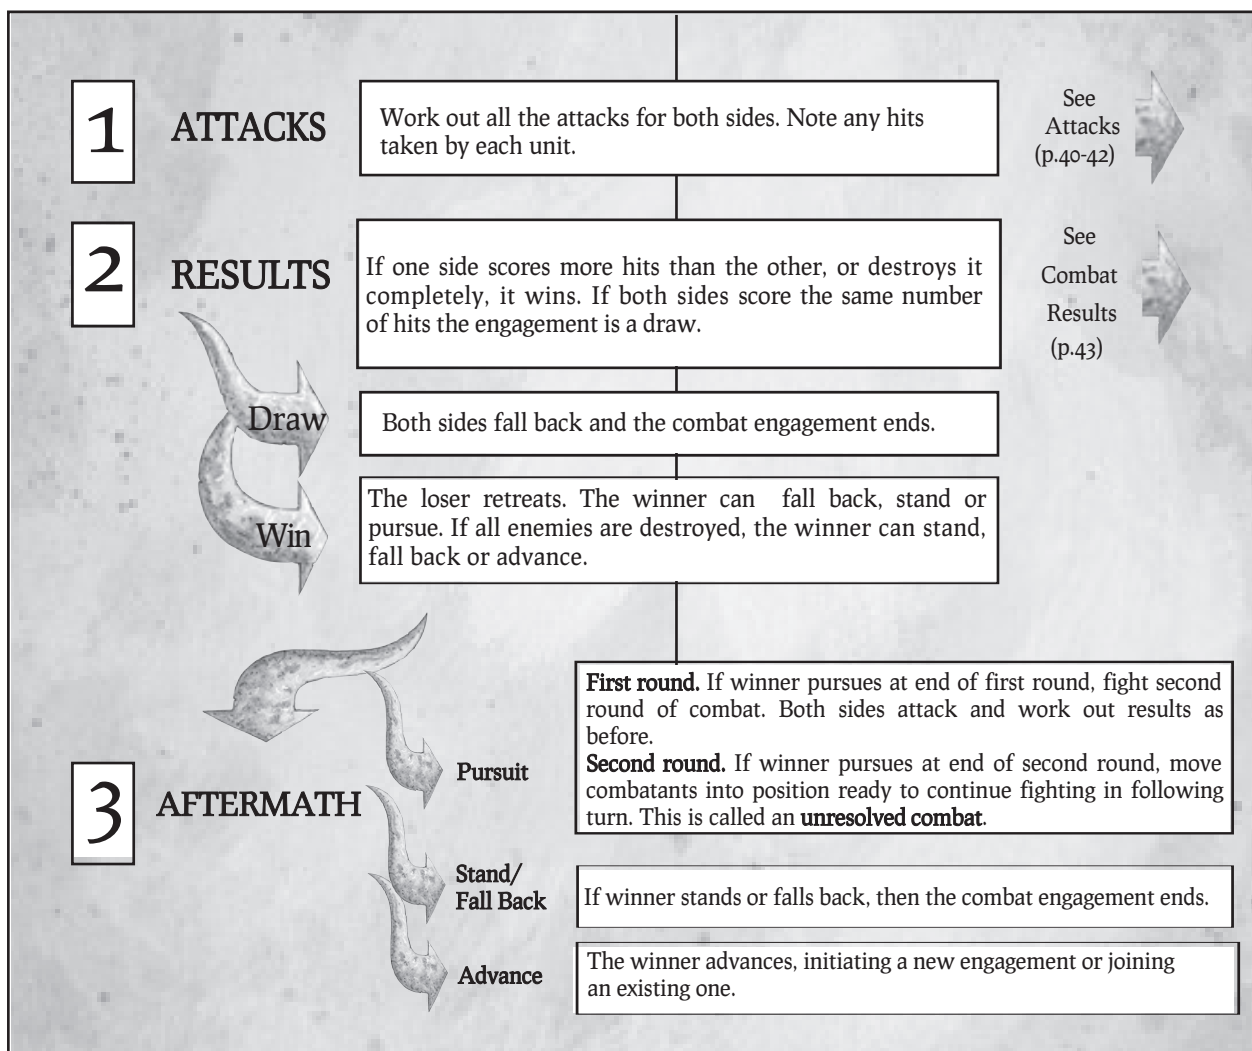 1
ATTACKS
Work out all the attacks for both sides. Note any hits
taken by each unit.
See
Attacks
(p.40-42)
2
RESULTS
If one side scores more hits than the other, or destroys it
completely, it wins. If both sides score the same number
of hits the engagement is a draw.
See
Combat
Results
(p.43)
Draw
Both sides fall back and the combat engagement ends.
Win
The loser retreats. The winner can fall back, stand or
pursue. If all enemies are destroyed, the winner can stand,
fall back or advance.
3
AFTERMATH
Pursuit
First round. If winner pursues at end of first round, fight second
round of combat. Both sides attack and work out results as
before.
Second round. If winner pursues at end of second round, move
combatants into position ready to continue fighting in following
turn. This is called an unresolved combat.
Stand/
Fall Back
If winner stands or falls back, then the combat engagement ends.
Advance
The winner advances, initiating a new engagement or joining
an existing one.